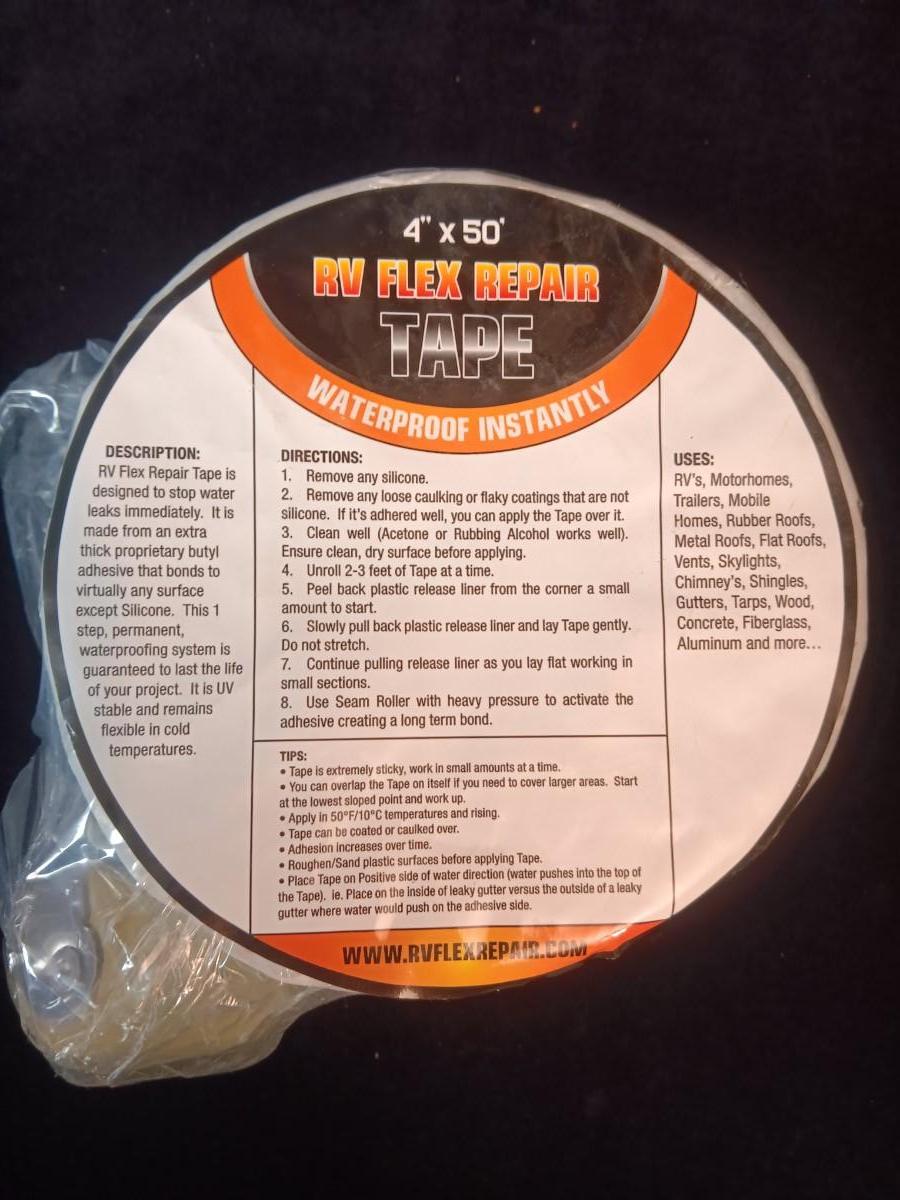 4" x 50'
RV FLEX REPAIR
TAPE
WATERPROOF INSTANTLY
DESCRIPTION:
RV Flex Repair Tape is
designed to stop water
leaks immediately. It is
made from an extra
thick proprietary butyl
adhesive that bonds to
virtually any surface
except Silicone. This 1
step, permanent,
waterproofing system is
guaranteed to last the life
of your project. It is UV
stable and remains
flexible in cold
temperatures.
DIRECTIONS:
1. Remove any silicone.
2. Remove any loose caulking or flaky coatings that are not
silicone. If it's adhered well, you can apply the Tape over it.
3. Clean well (Acetone or Rubbing Alcohol works well).
Ensure clean, dry surface before applying.
4. Unroll 2-3 feet of Tape at a time.
5. Peel back plastic release liner from the corner a small
amount to start.
6. Slowly pull back plastic release liner and lay Tape gently.
Do not stretch.
7. Continue pulling release liner as you lay flat working in
small sections.
8. Use Seam Roller with heavy pressure to activate the
adhesive creating a long term bond.
TIPS:
• Tape is extremely sticky, work in small amounts at a time.
• You can overlap the Tape on itself if you need to cover larger areas. Start
at the lowest sloped point and work up.
• Apply in 50°F/10°C temperatures and rising.
• Tape can be coated or caulked over.
• Adhesion increases over time.
• Roughen/Sand plastic surfaces before applying Tape.
• Place Tape on Positive side of water direction (water pushes into the top of
the Tape). ie. Place on the inside of leaky gutter versus the outside of a leaky
gutter where water would push on the adhesive side.
USES:
RV's, Motorhomes,
Trailers, Mobile
Homes, Rubber Roofs,
Metal Roofs, Flat Roofs,
Vents, Skylights,
Chimney's, Shingles,
Gutters, Tarps, Wood,
Concrete, Fiberglass,
Aluminum and more...
WWW.RVFLEXREPAIR.COM